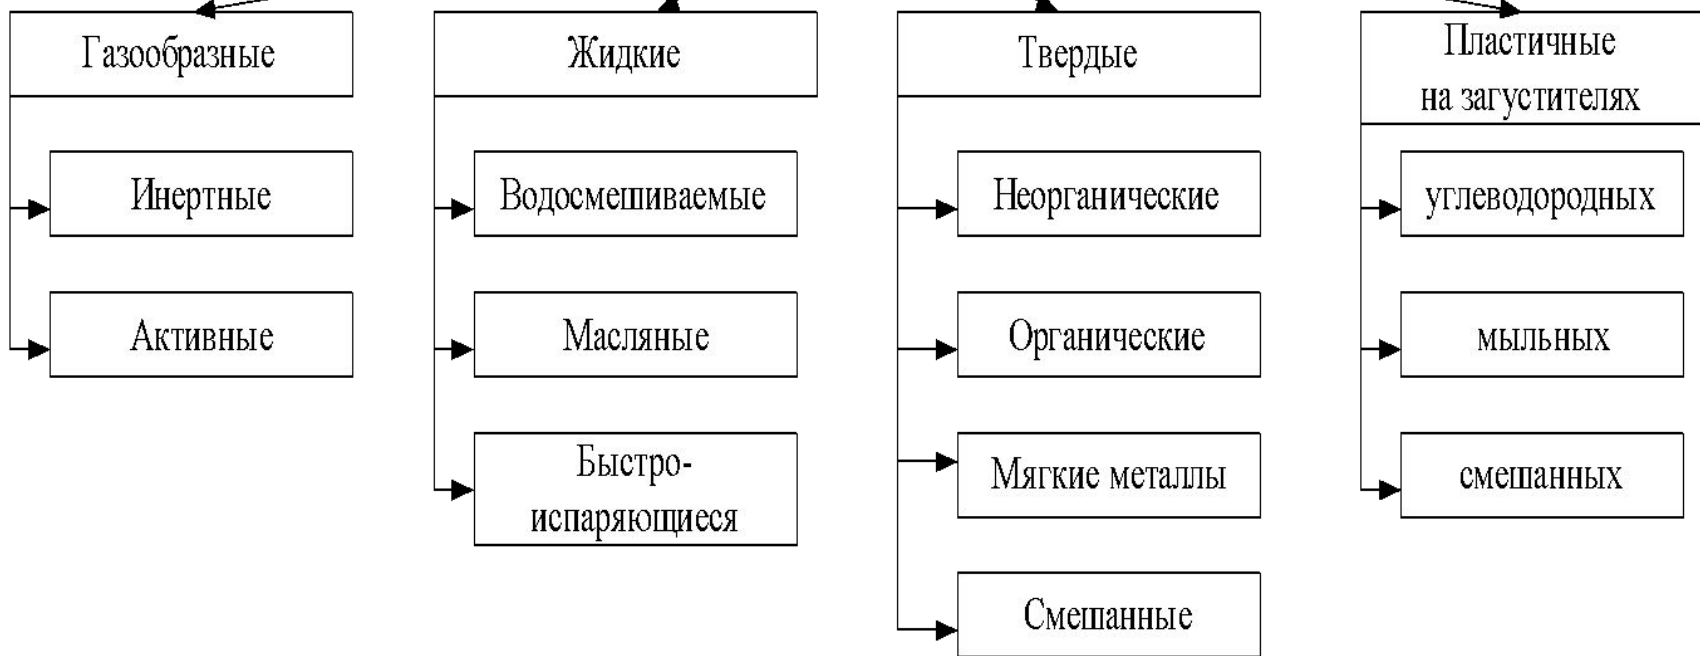 Газообразные
Инертные
Активные
Жидкие
Водосмешиваемые
Масляные
Быстро-
испаряющиеся
Твердые
Неорганические
Органические
Мягкие металлы
Смешанные
Пластичные
на загустителях
углеводородных
мыльных
смешанных